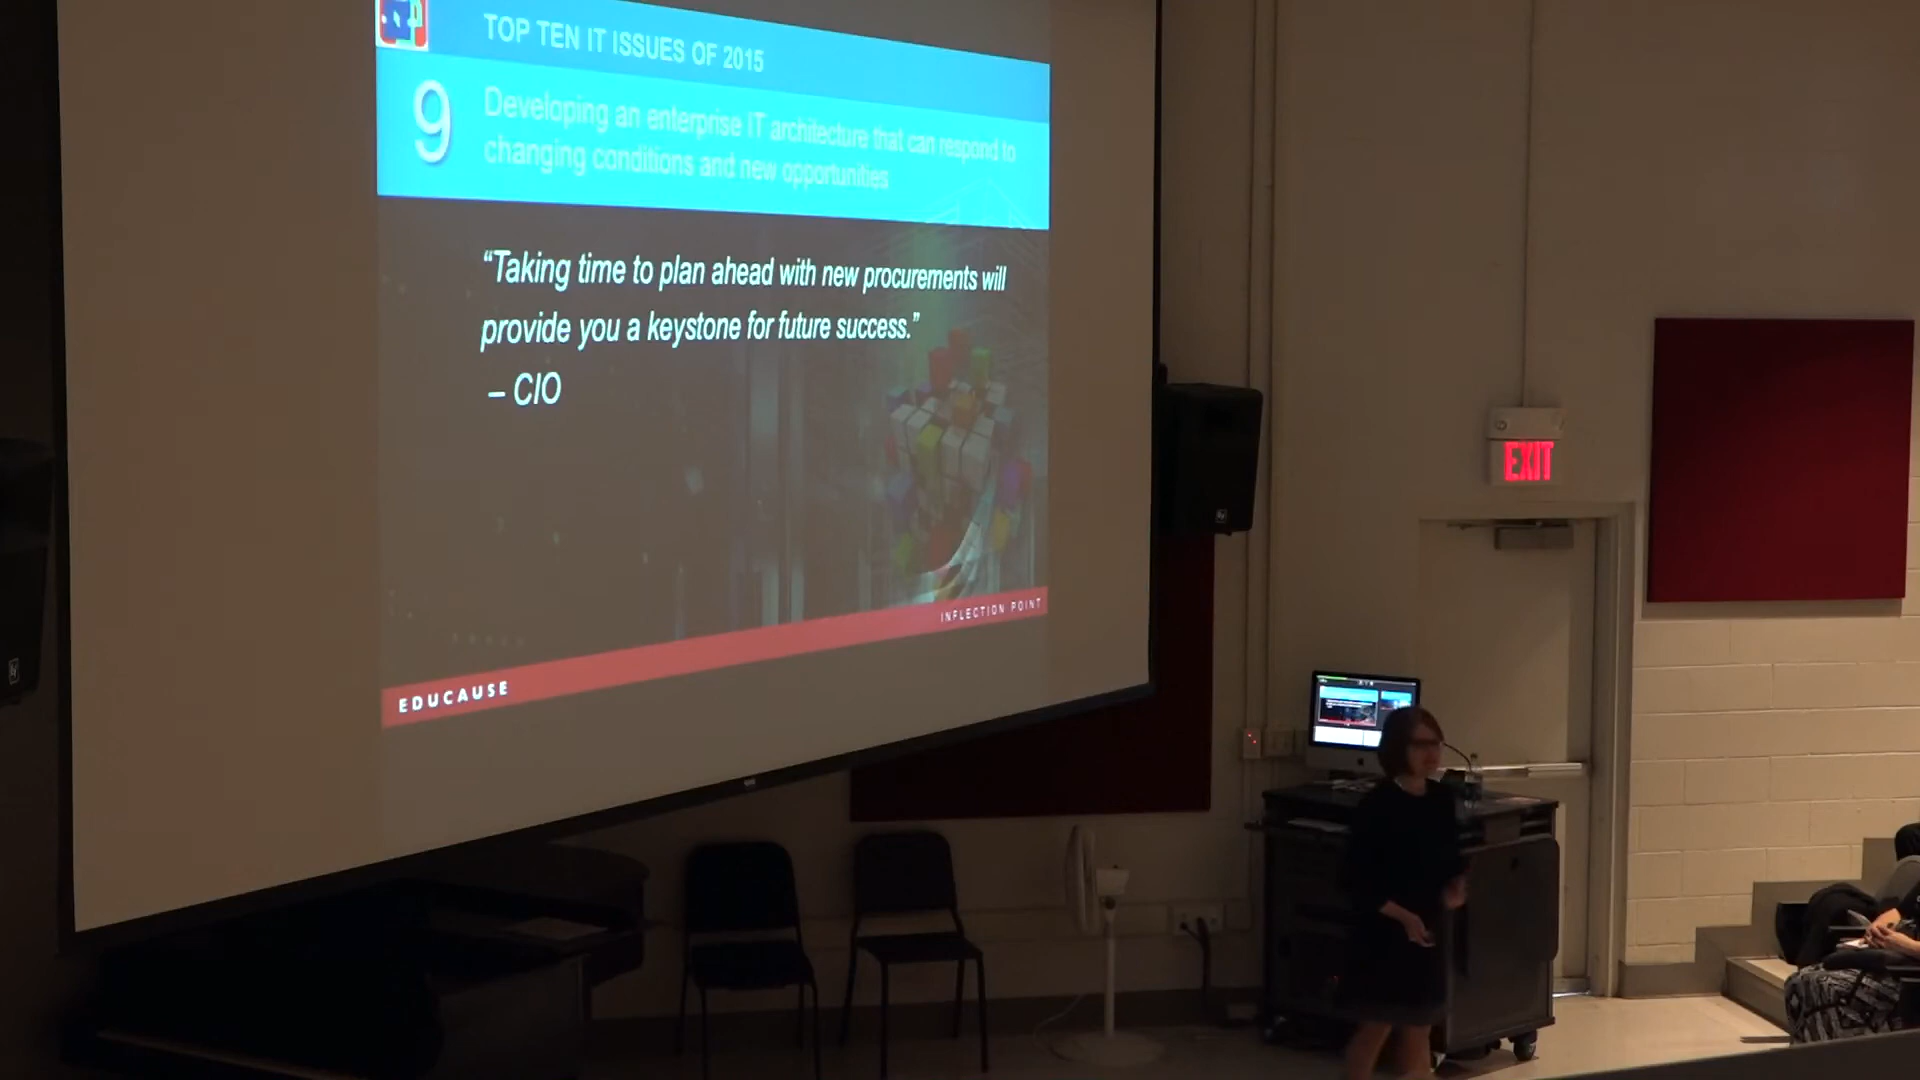 TOP TEN IT ISSUES OF 2015
9
Developing an enterprise IT architecture that can respond to
changing conditions and new opportunities
“Taking time to plan ahead with new procurements will
provide you a keystone for future success.”
– CIO
INFLECTION POINT
EDUCAUSE
EXIT